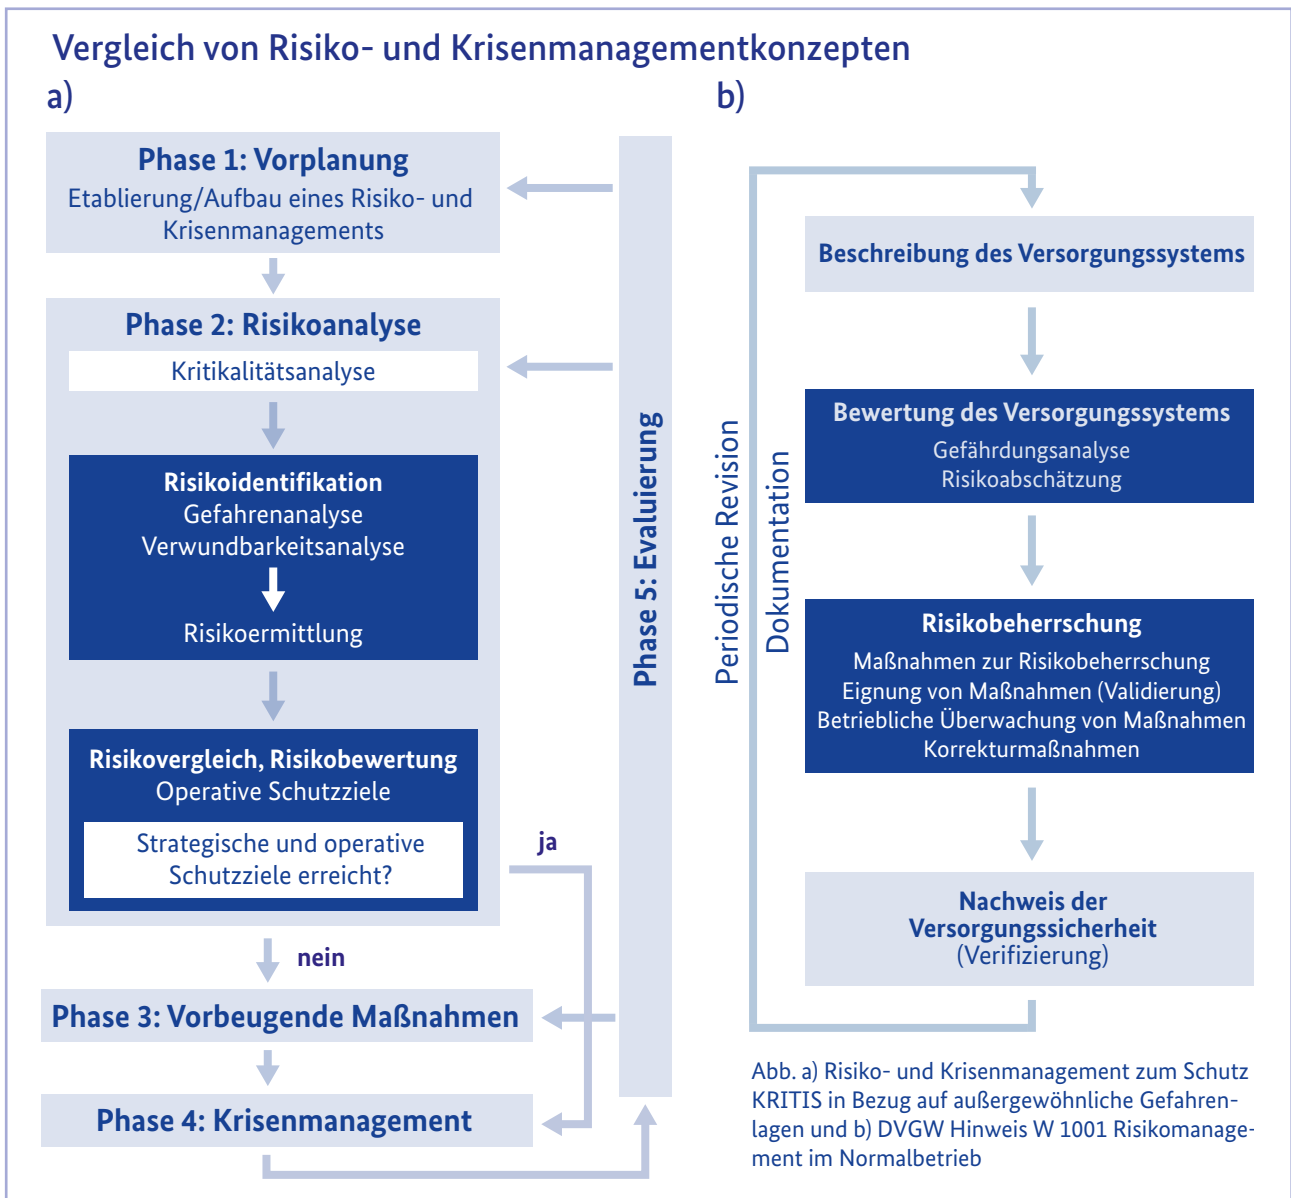 Vergleich von Risiko- und Krisenmanagementkonzepten
a)
Phase 1: Vorplanung
Etablierung/Aufbau eines Risiko- und
Krisenmanagements
Phase 2: Risikoanalyse
Kritikalitätsanalyse
Risikoidentifikation
Gefahrenanalyse
Verwundbarkeitsanalyse
Risikoermittlung
Risikovergleich, Risikobewertung
Operative Schutzziele
Strategische und operative
Schutzziele erreicht?
ja
nein
Phase 3: Vorbeugende Maßnahmen
Phase 4: Krisenmanagement
Phase 5: Evaluierung
b)
Periodische Revision
Dokumentation
Beschreibung des Versorgungssystems
Bewertung des Versorgungssystems
Gefährdungsanalyse
Risikoabschätzung
Risikobeherrschung
Maßnahmen zur Risikobeherrschung
Eignung von Maßnahmen (Validierung)
Betriebliche Überwachung von Maßnahmen
Korrekturmaßnahmen
Nachweis der
Versorgungssicherheit
(Verifizierung)
Abb. a) Risiko- und Krisenmanagement zum Schutz
KRITIS in Bezug auf außergewöhnliche Gefahren-
lagen und b) DVGW Hinweis W 1001 Risikomanage-
ment im Normalbetrieb